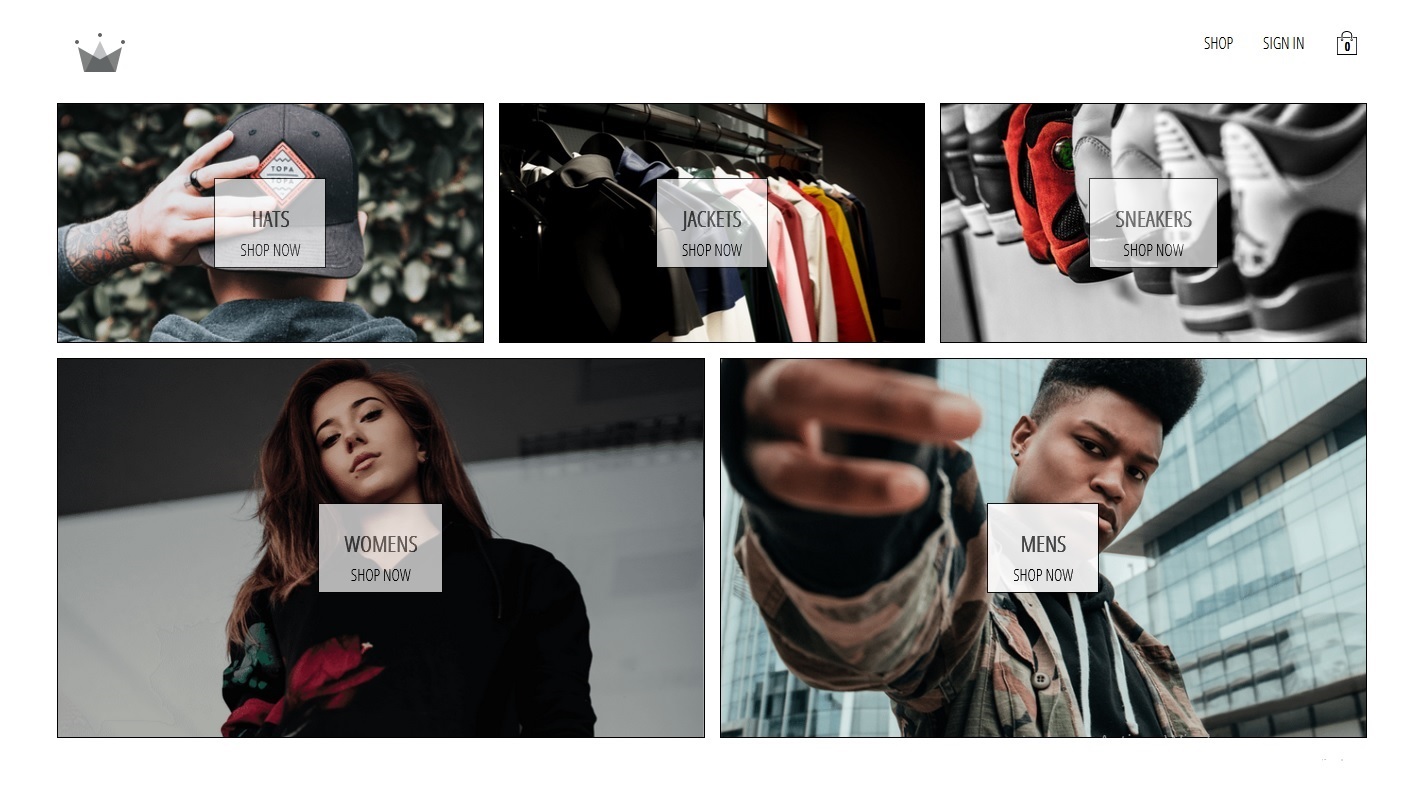 SHOP
SIGN IN
0
TOPA
TOPA
HATS
SHOP NOW
JACKETS
SHOP NOW
SNEAKERS
SHOP NOW
WOMENS
SHOP NOW
MENS
SHOP NOW